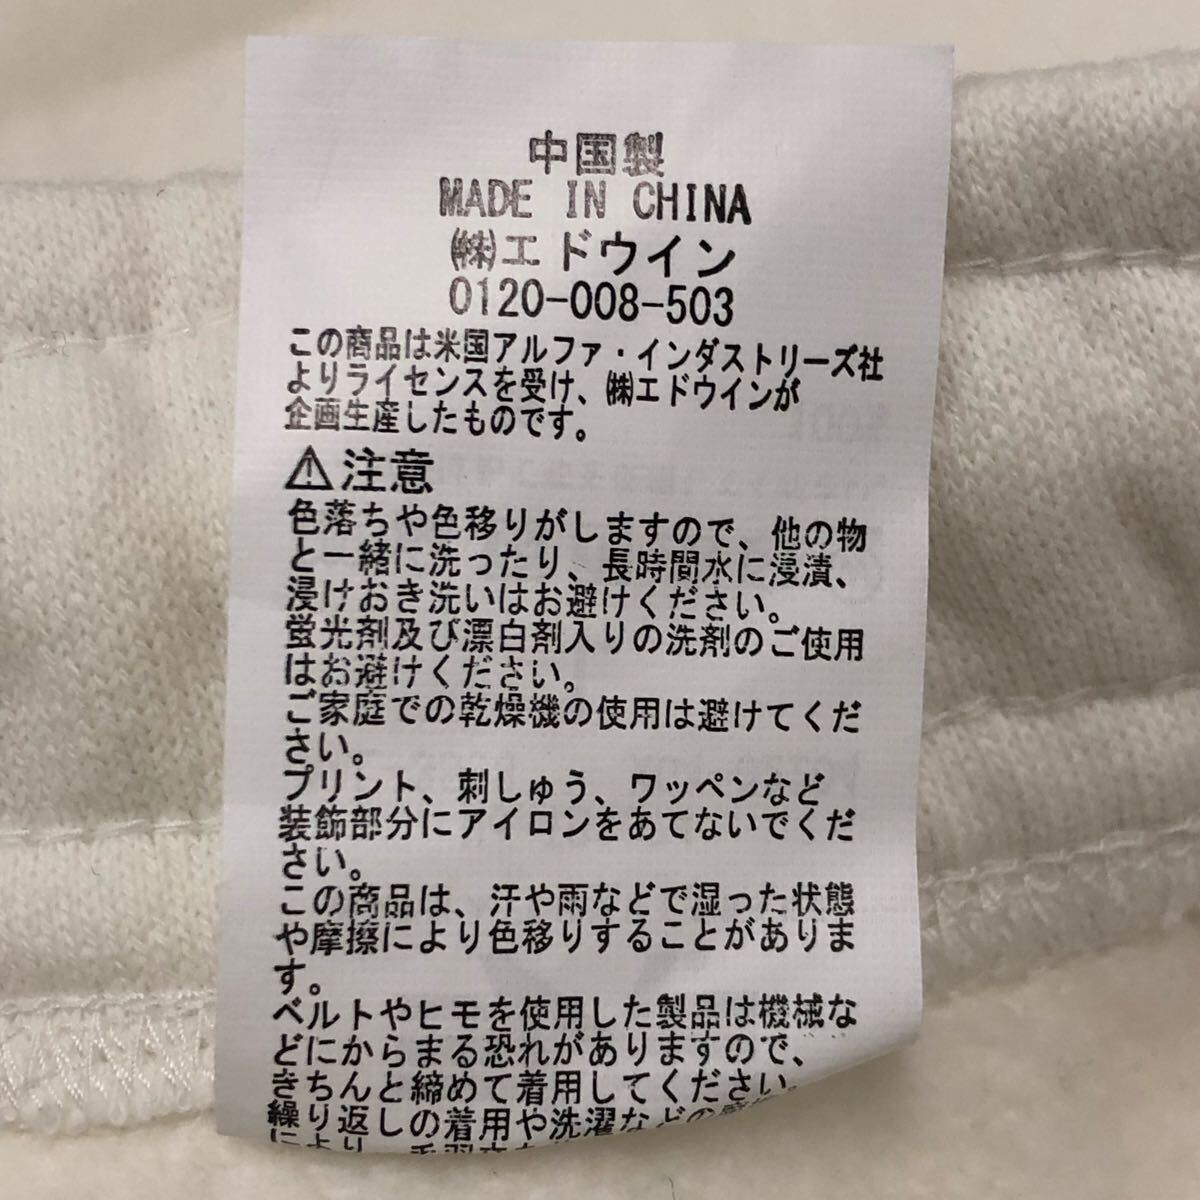 中国製
MADE IN CHINA
㈱エドウイン
0120-008-503
この商品は米国アルファ・インダストリーズ社
よりライセンスを受け、㈱エドウインが
企画生産したものです。
⚠注意
色落ちや色移りがしますので、他の物
と一緒に洗ったり、長時間水に浸漬、
浸けおき洗いはお避けください。
蛍光剤及び漂白剤入りの洗剤のご使用
はお避けください。
ご家庭での乾燥機の使用は避けてくだ
さい。
プリント、刺しゅう、ワッペンなど
装飾部分にアイロンをあてないでくだ
さい。
この商品は、汗や雨などで湿った状態
や摩擦により色移りすることがありま
す。
ベルトやヒモを使用した製品は機械な
どにからまる恐れがありますので、
きちんと締めて着用してください。
繰り返しの着用や洗濯などの
により、毛羽立